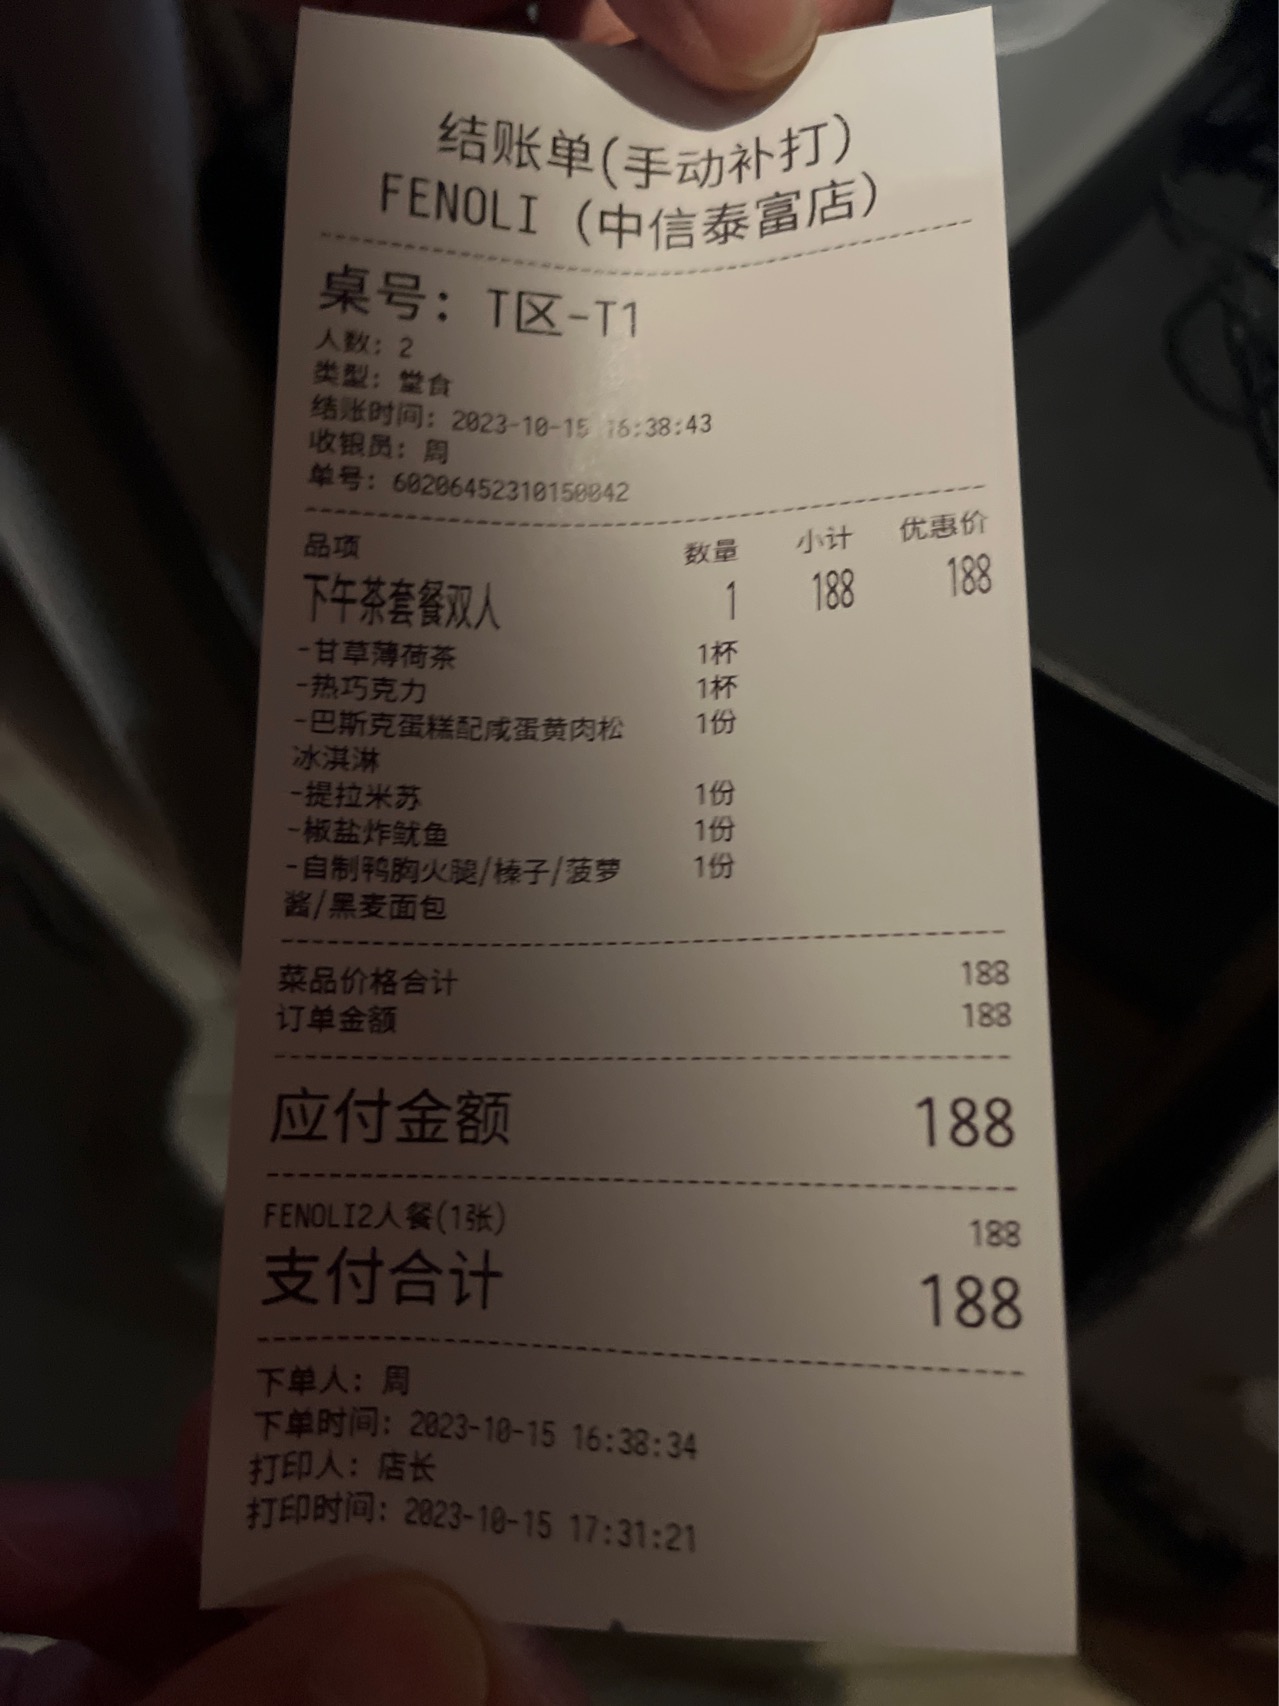 结账单(手动补打)
FENOLI (中信泰富店)
桌号: T区-T1
人数: 2
类型: 堂食
结账时间: 2023-10-15 16:38:43
收银员: 周
单号: 60206452310150042
品项 数量 小计 优惠价
下午茶套餐双人 1 188 188
-甘草薄荷茶 1杯
-热巧克力 1杯
-巴斯克蛋糕配咸蛋黄肉松 1份
冰淇淋
-提拉米苏 1份
-椒盐炸鱿鱼 1份
-自制鸭胸火腿/榛子/菠萝 1份
酱/黑麦面包
菜品价格合计 188
订单金额 188
应付金额 188
FENOLI2人餐(1张) 188
支付合计 188
下单人: 周
下单时间: 2023-10-15 16:38:34
打印人: 店长
打印时间: 2023-10-15 17:31:21